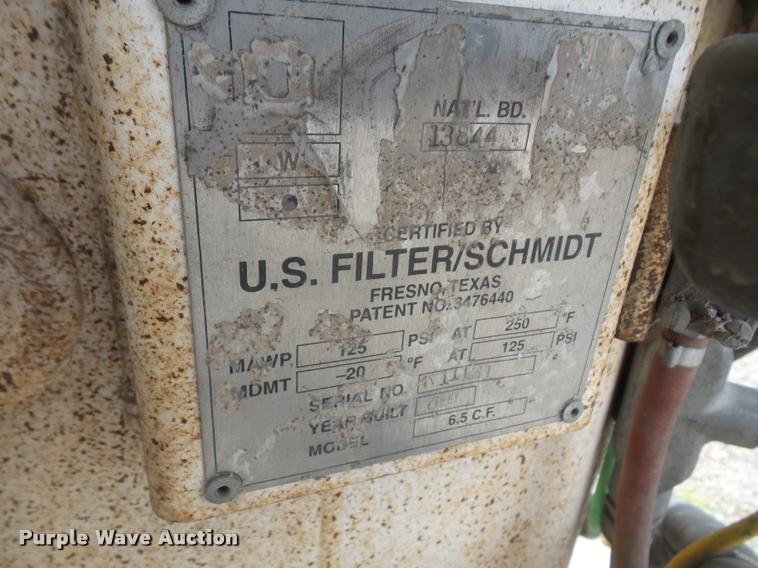 NAT'L. BD.
13844
W
CERTIFIED BY
U.S. FILTER/SCHMIDT
FRESNO, TEXAS
PATENT NO. 3476440
MAWP 125 PSI AT 250 °F
MDMT -20 °F AT 125 PSI
SERIAL NO.
YEAR BUILT
MODEL 6.5 C.F.
Purple Wave Auction